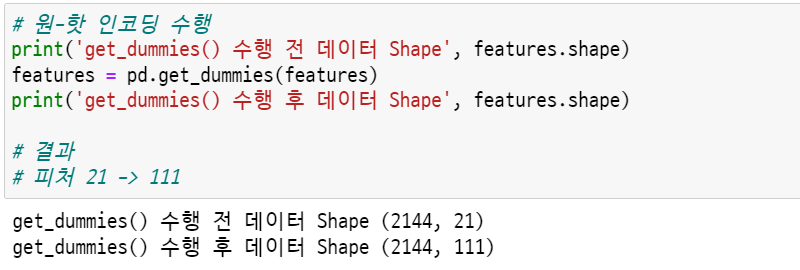 # 원-핫 인코딩 수행
print('get_dummies() 수행 전 데이터 Shape', features.shape)
features = pd.get_dummies(features)
print('get_dummies() 수행 후 데이터 Shape', features.shape)
# 결과
# 피처 21 -> 111
get_dummies() 수행 전 데이터 Shape (2144, 21)
get_dummies() 수행 후 데이터 Shape (2144, 111)